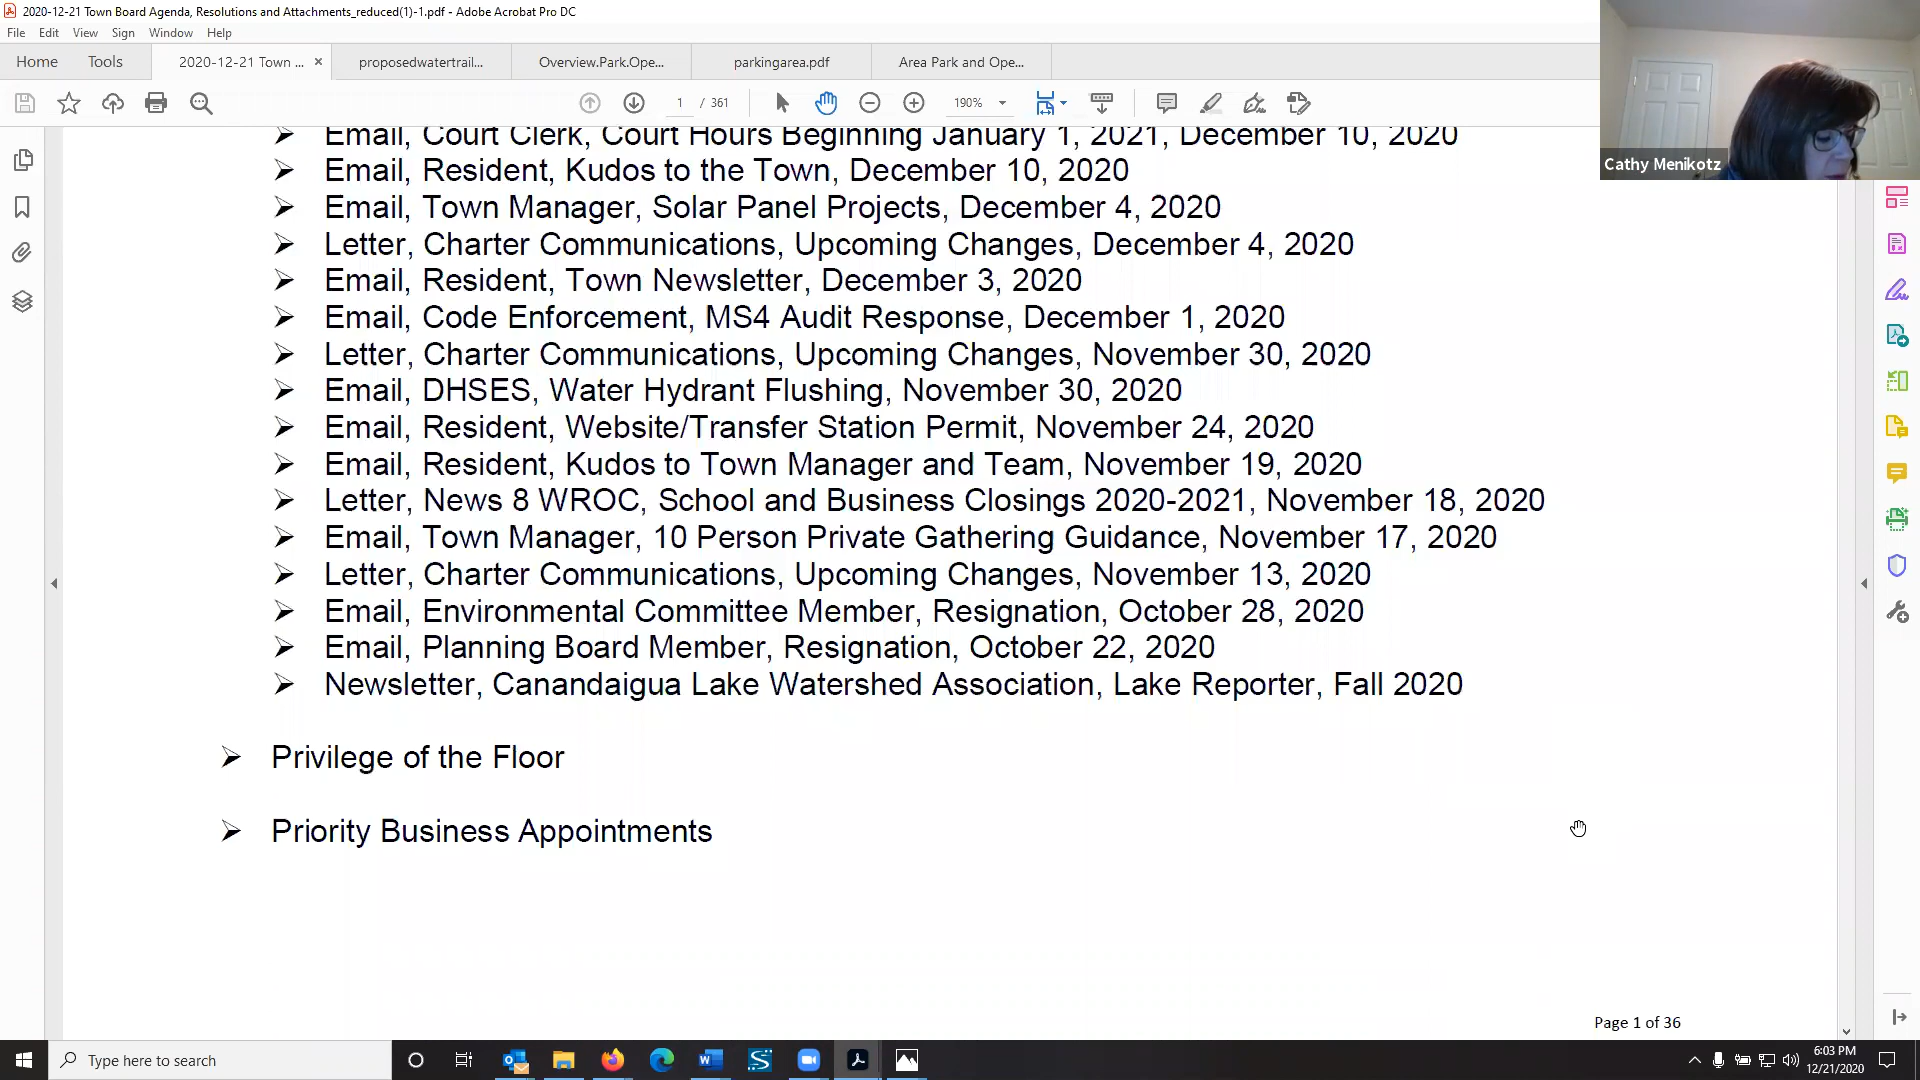 2020-12-21 Town Board Agenda, Resolutions and Attachments_reduced(1)-1.pdf - Adobe Acrobat Pro DC
File Edit View Sign Window Help
Home Tools 2020-12-21 Town ... × proposedwatertrail... Overview.Park.Ope... parkingarea.pdf Area Park and Ope...
1 / 361 190%
Email, Court Clerk, Court Hours Beginning January 1, 2021, December 10, 2020
Email, Resident, Kudos to the Town, December 10, 2020
Cathy Menikotz
Email, Town Manager, Solar Panel Projects, December 4, 2020
Letter, Charter Communications, Upcoming Changes, December 4, 2020
Email, Resident, Town Newsletter, December 3, 2020
Email, Code Enforcement, MS4 Audit Response, December 1, 2020
Letter, Charter Communications, Upcoming Changes, November 30, 2020
Email, DHSES, Water Hydrant Flushing, November 30, 2020
Email, Resident, Website/Transfer Station Permit, November 24, 2020
Email, Resident, Kudos to Town Manager and Team, November 19, 2020
Letter, News 8 WROC, School and Business Closings 2020-2021, November 18, 2020
Email, Town Manager, 10 Person Private Gathering Guidance, November 17, 2020
Letter, Charter Communications, Upcoming Changes, November 13, 2020
Email, Environmental Committee Member, Resignation, October 28, 2020
Email, Planning Board Member, Resignation, October 22, 2020
Newsletter, Canandaigua Lake Watershed Association, Lake Reporter, Fall 2020
Privilege of the Floor
Priority Business Appointments
Page 1 of 36
Type here to search
6:03 PM
12/21/2020